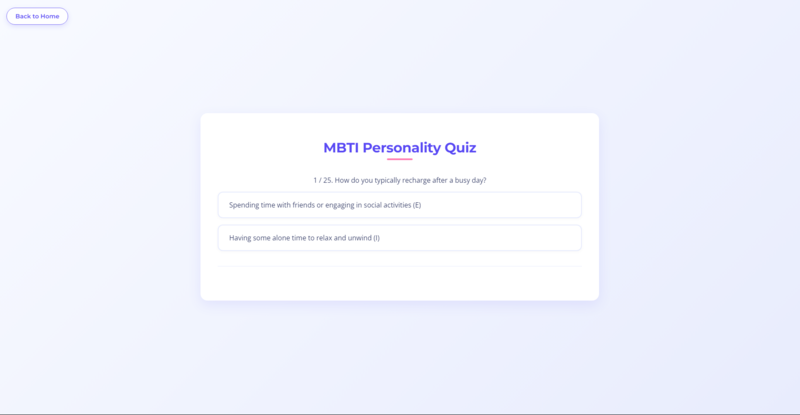 Back to Home
MBTI Personality Quiz
1 / 25. How do you typically recharge after a busy day?
Spending time with friends or engaging in social activities (E)
Having some alone time to relax and unwind (I)